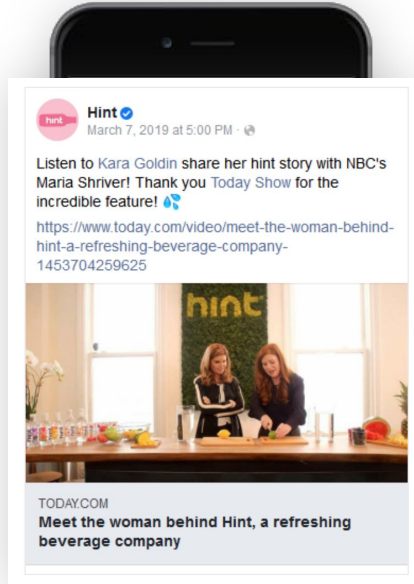 hint
Hint
March 7, 2019 at 5:00 PM ·
Listen to Kara Goldin share her hint story with NBC's
Maria Shriver! Thank you Today Show for the
incredible feature! 💦
https://www.today.com/video/meet-the-woman-behind-
hint-a-refreshing-beverage-company-
1453704259625
hint
TODAY.COM
Meet the woman behind Hint, a refreshing
beverage company